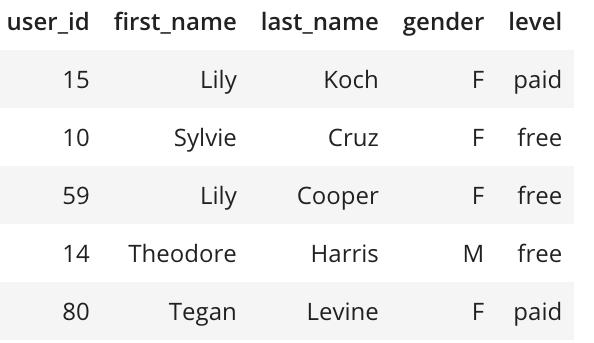 user_id first_name last_name gender level
15 Lily Koch F paid
10 Sylvie Cruz F free
59 Lily Cooper F free
14 Theodore Harris M free
80 Tegan Levine F paid